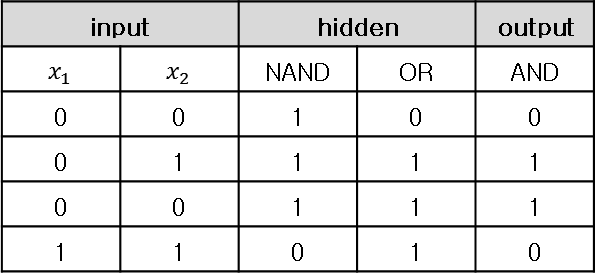 input hidden output
x₁ x₂ NAND OR AND
0 0 1 0 0
0 1 1 1 1
0 0 1 1 1
1 1 0 1 0